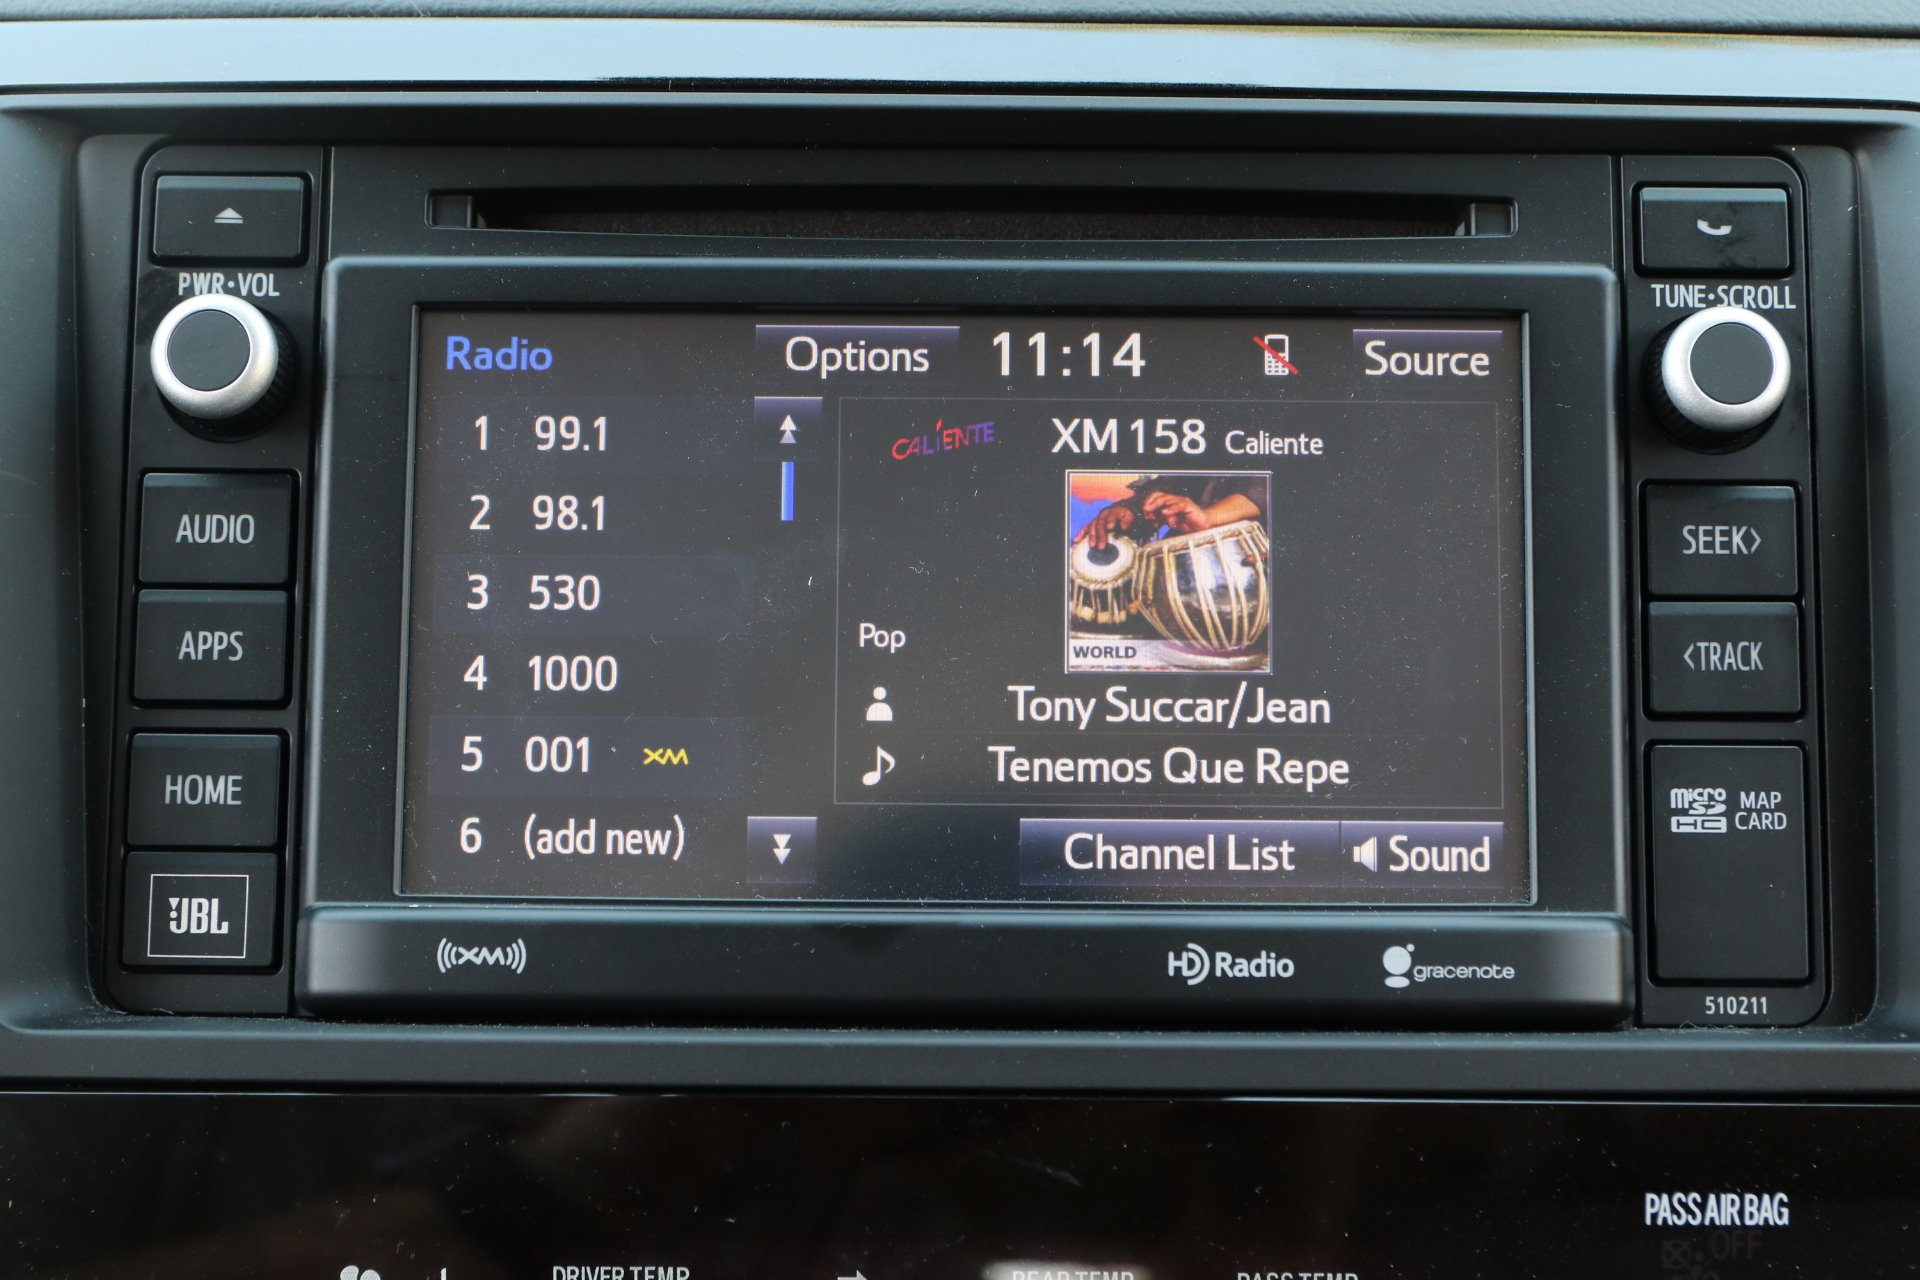 PWR•VOL
TUNE•SCROLL
Radio
Options
11:14
Source
1 99.1
2 98.1
3 530
4 1000
5 001 XM
6 (add new)
CALIENTE
XM 158 Caliente
WORLD
Pop
Tony Succar/Jean
Tenemos Que Repe
Channel List
Sound
AUDIO
APPS
HOME
JBL
SEEK>
<TRACK
micro SD HC
MAP
CARD
510211
((XM))
HD Radio
gracenote
PASS AIR BAG
OFF
DRIVER TEMP
REAR TEMP
PASS TEMP